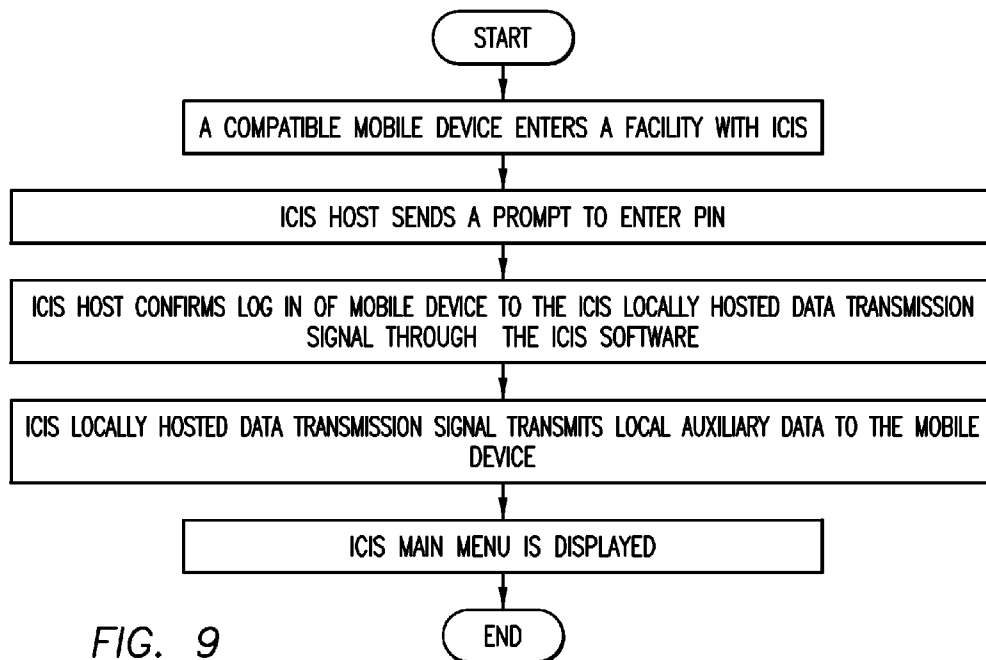 START
A COMPATIBLE MOBILE DEVICE ENTERS A FACILITY WITH ICIS
ICIS HOST SENDS A PROMPT TO ENTER PIN
ICIS HOST CONFIRMS LOG IN OF MOBILE DEVICE TO THE ICIS LOCALLY HOSTED DATA TRANSMISSION
SIGNAL THROUGH THE ICIS SOFTWARE
ICIS LOCALLY HOSTED DATA TRANSMISSION SIGNAL TRANSMITS LOCAL AUXILIARY DATA TO THE MOBILE
DEVICE
ICIS MAIN MENU IS DISPLAYED
END
FIG. 9